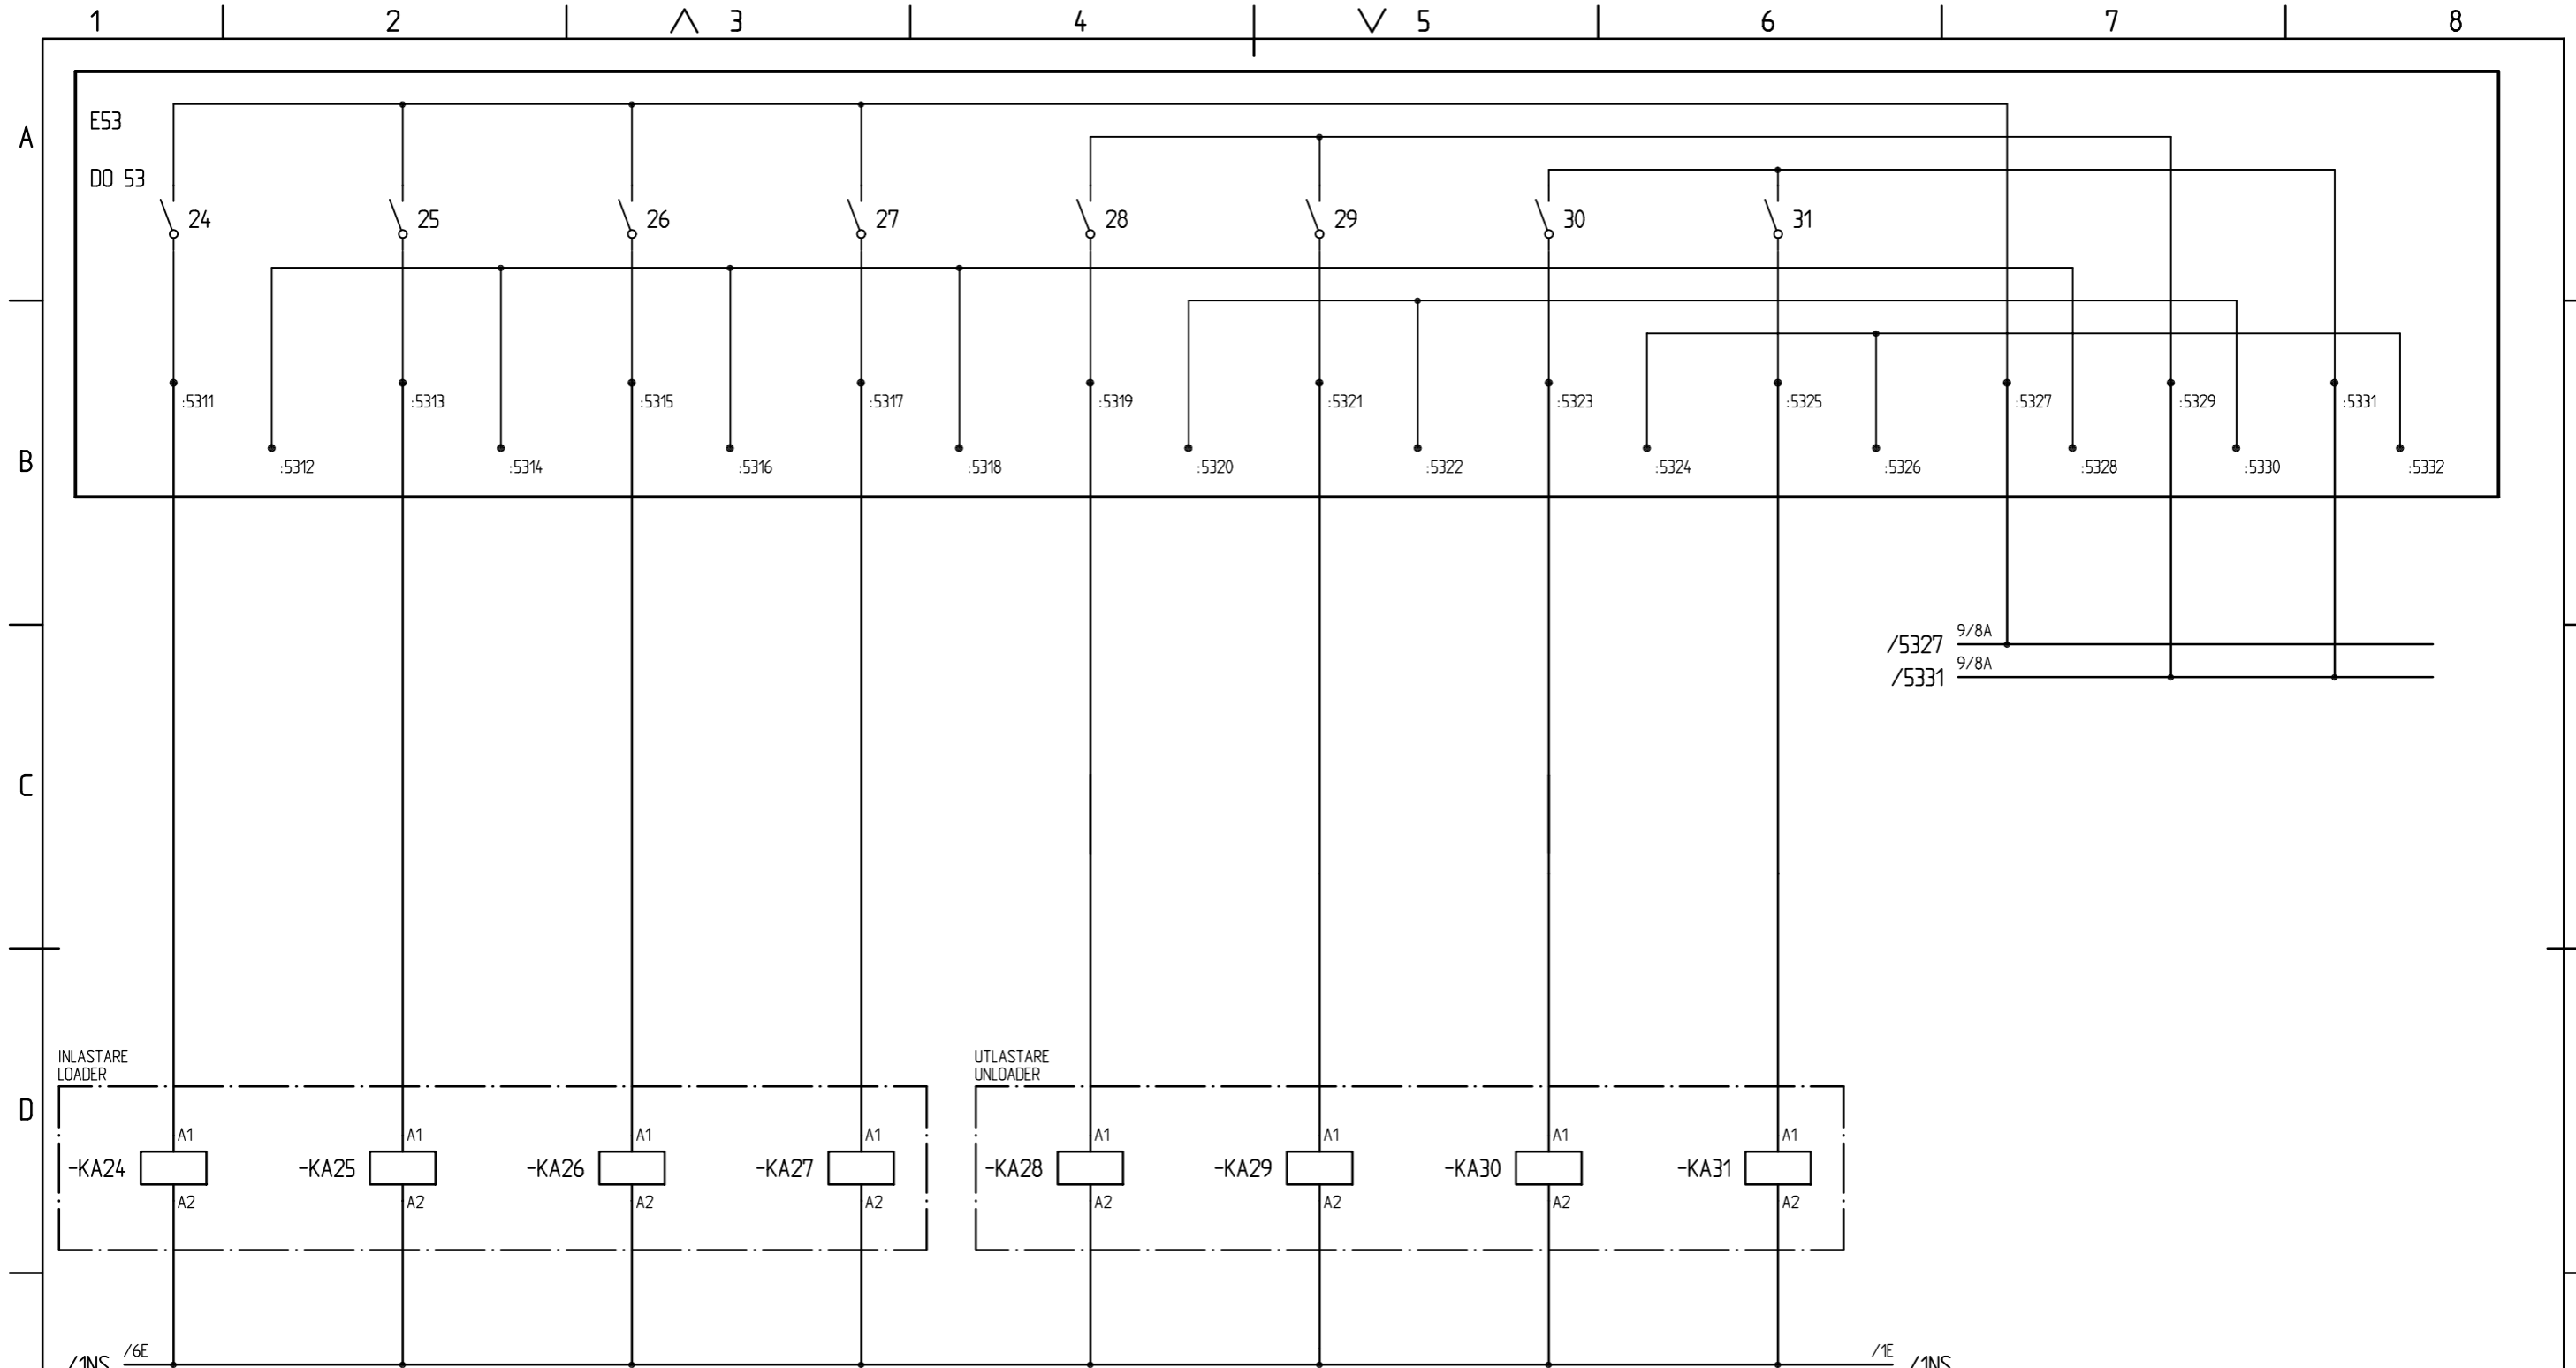 1 2 3 4 5 6 7 8
A
E53
DO 53
24 25 26 27 28 29 30 31
B
:5311 :5313 :5315 :5317 :5319 :5321 :5323 :5325 :5327 :5329 :5331
:5312 :5314 :5316 :5318 :5320 :5322 :5324 :5326 :5328 :5330 :5332
/5327 9/8A
/5331 9/8A
C
INLASTARE
LOADER
UTLASTARE
UNLOADER
D
A1 A1 A1 A1 A1 A1 A1 A1
-KA24 -KA25 -KA26 -KA27 -KA28 -KA29 -KA30 -KA31
A2 A2 A2 A2 A2 A2 A2 A2
/1NS /6E /1E /1NS